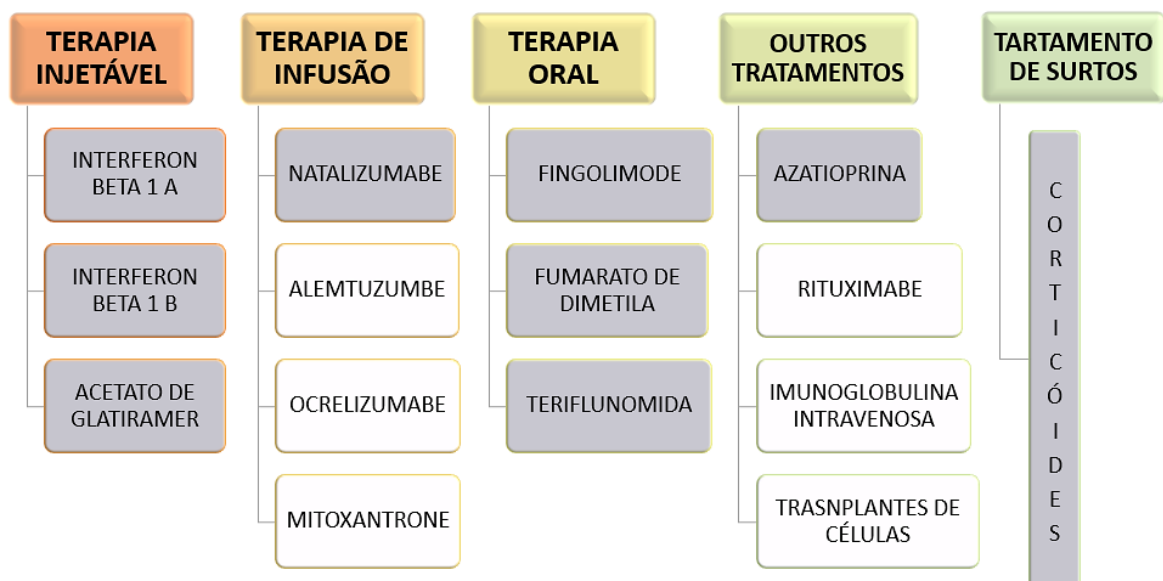 TERAPIA
INJETÁVEL
INTERFERON
BETA 1 A
INTERFERON
BETA 1 B
ACETATO DE
GLATIRAMER
TERAPIA DE
INFUSÃO
NATALIZUMABE
ALEMTUZUMBE
OCRELIZUMABE
MITOXANTRONE
TERAPIA
ORAL
FINGOLIMODE
FUMARATO DE
DIMETILA
TERIFLUNOMIDA
OUTROS
TRATAMENTOS
AZATIOPRINA
RITUXIMABE
IMUNOGLOBULINA
INTRAVENOSA
TRASNPLANTES DE
CÉLULAS
TARTAMENTO
DE SURTOS
CORTICÓIDES